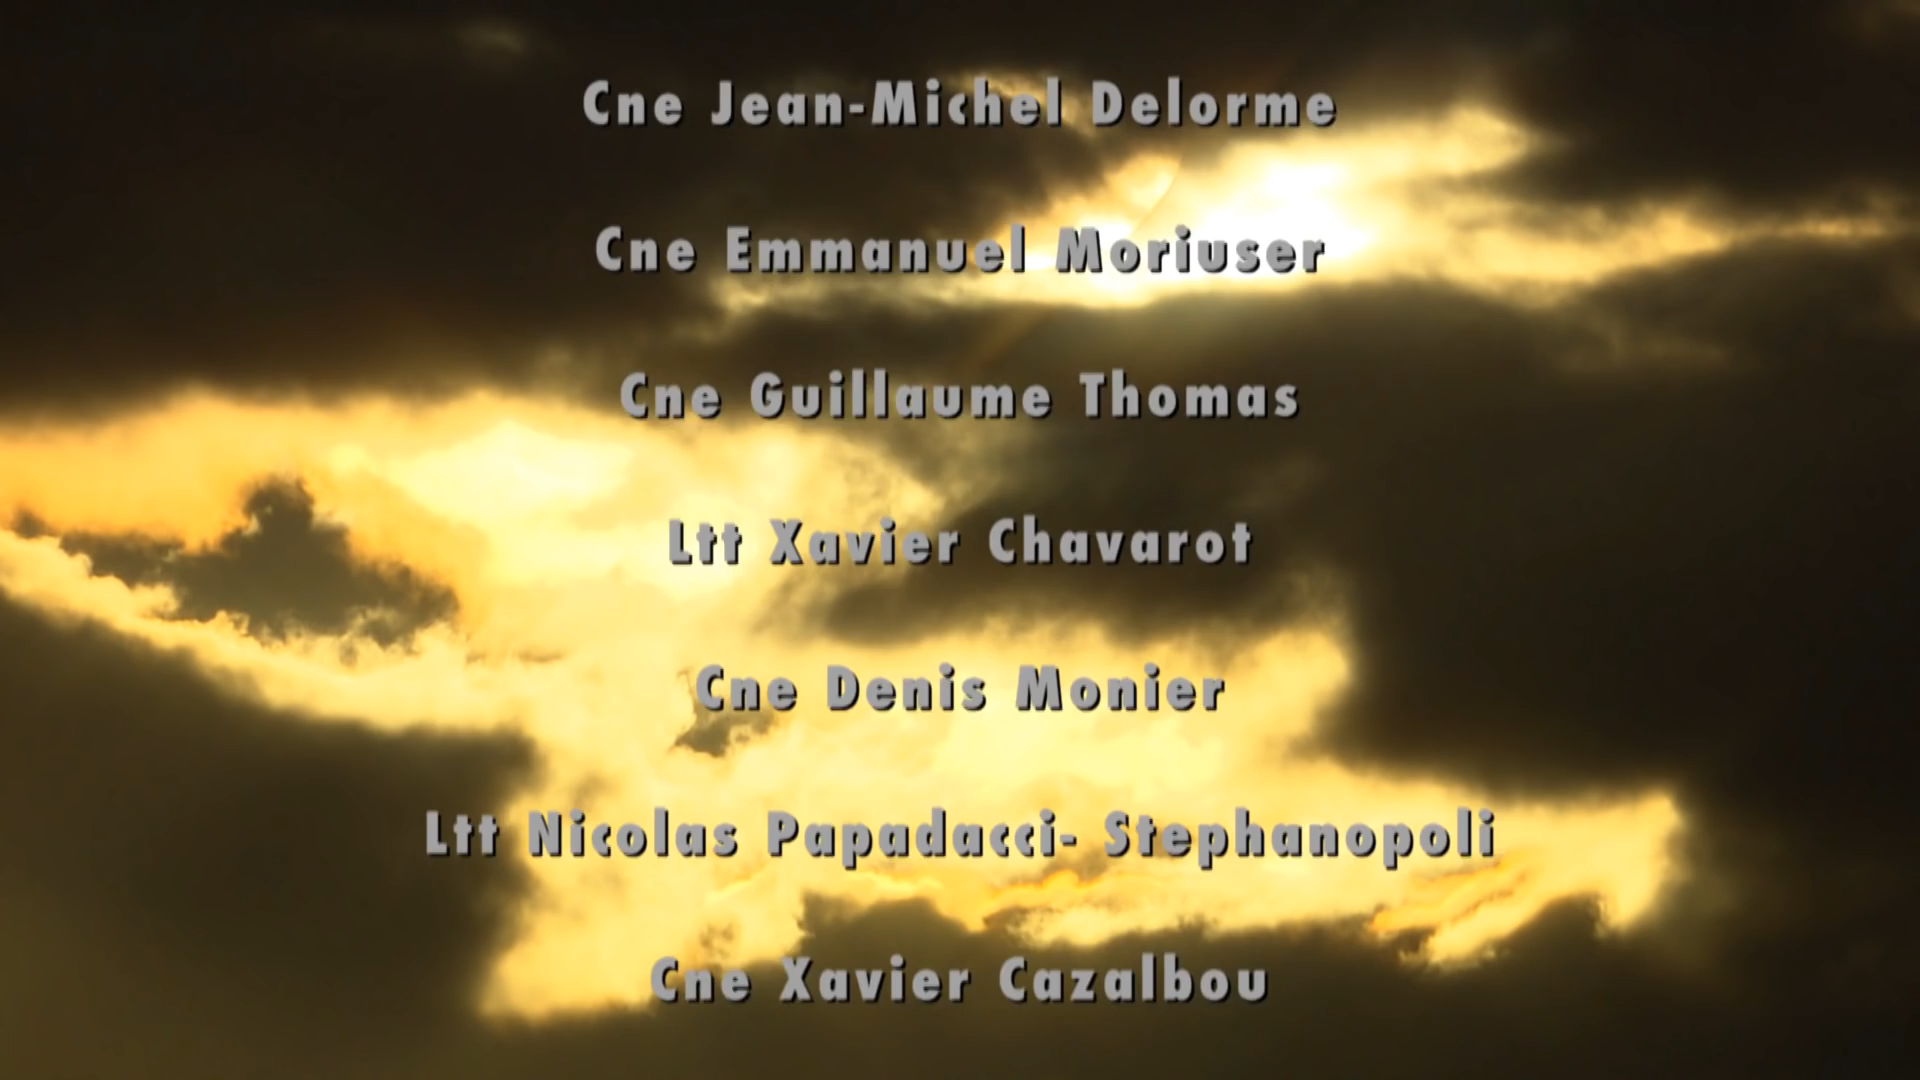 Cne Jean-Michel Delorme
Cne Emmanuel Moriuser
Cne Guillaume Thomas
Ltt Xavier Chavarot
Cne Denis Monier
Ltt Nicolas Papadacci- Stephanopoli
Cne Xavier Cazalbou